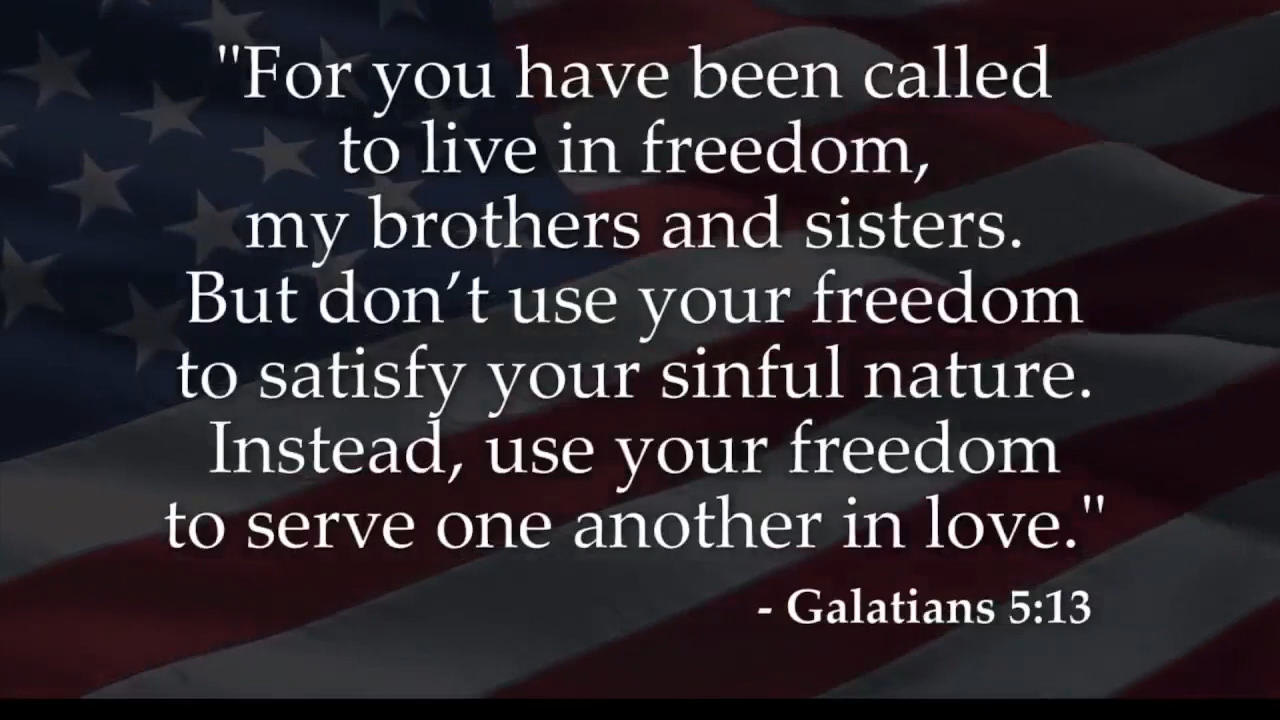 "For you have been called
to live in freedom,
my brothers and sisters.
But don’t use your freedom
to satisfy your sinful nature.
Instead, use your freedom
to serve one another in love."
- Galatians 5:13